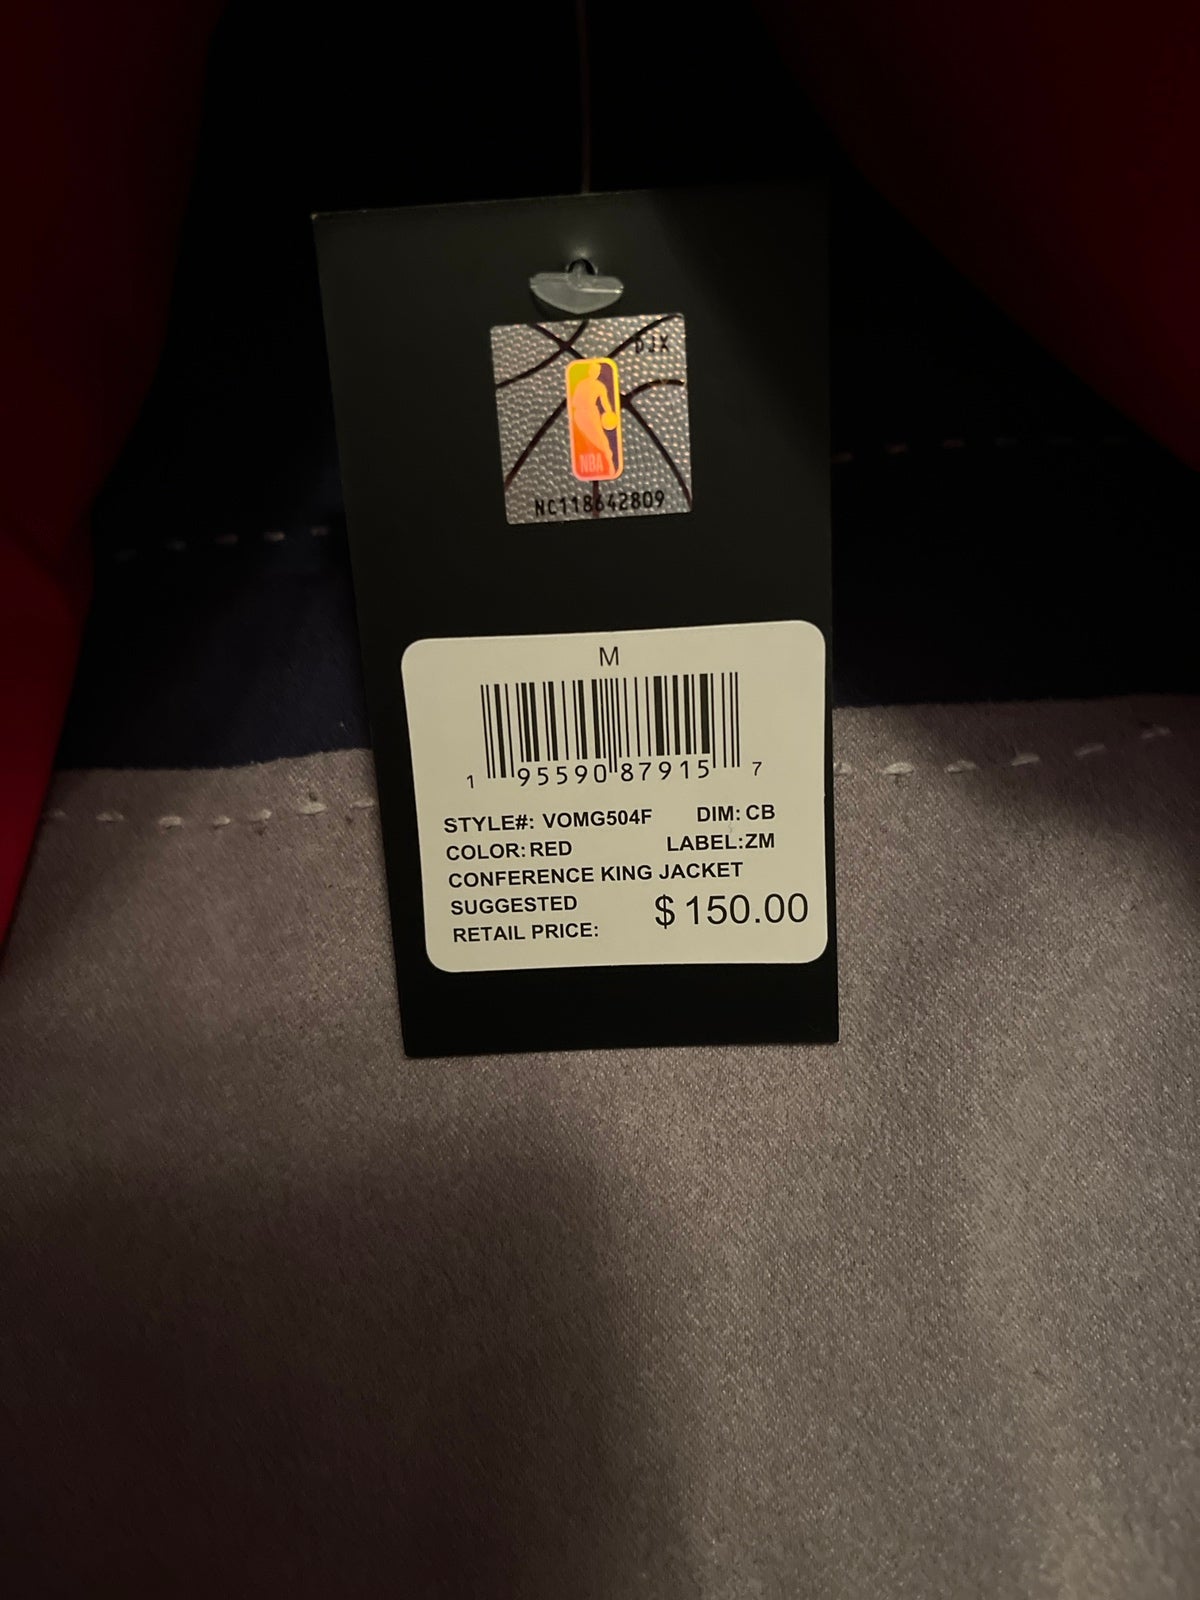 DJX
NBA
NC118642809
M
1 95590 87915 7
STYLE#: VOMG504F DIM: CB
COLOR: RED LABEL:ZM
CONFERENCE KING JACKET
SUGGESTED
RETAIL PRICE: $ 150.00